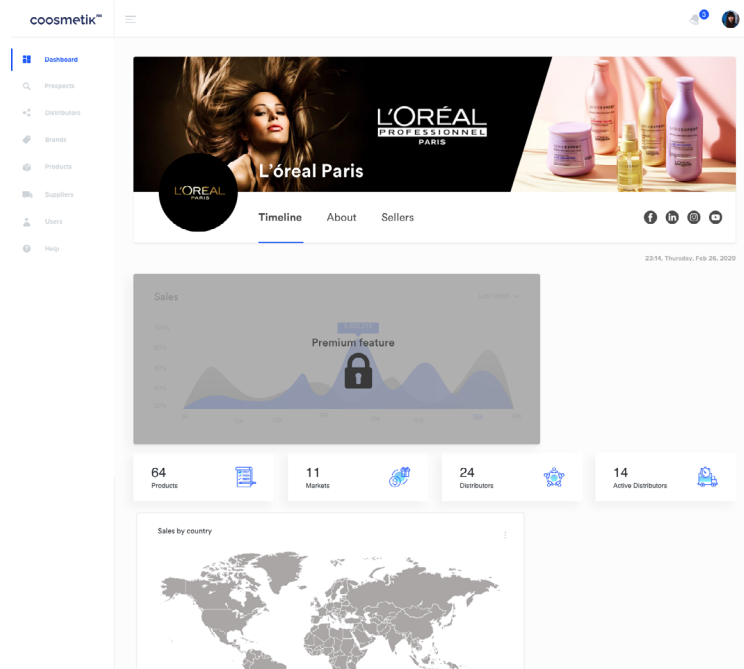 coosmetik
3
Dashboard
Prospects
Distributors
Brands
Products
Suppliers
Users
Help
L'ORÉAL
PROFESSIONNEL
PARIS
L'óreal Paris
L'ORÉAL
PARIS
Timeline About Sellers
23:14, Thursday, Feb 26, 2020
Sales
Premium feature
64
Products
11
Markets
24
Distributors
14
Active Distributors
Sales by country